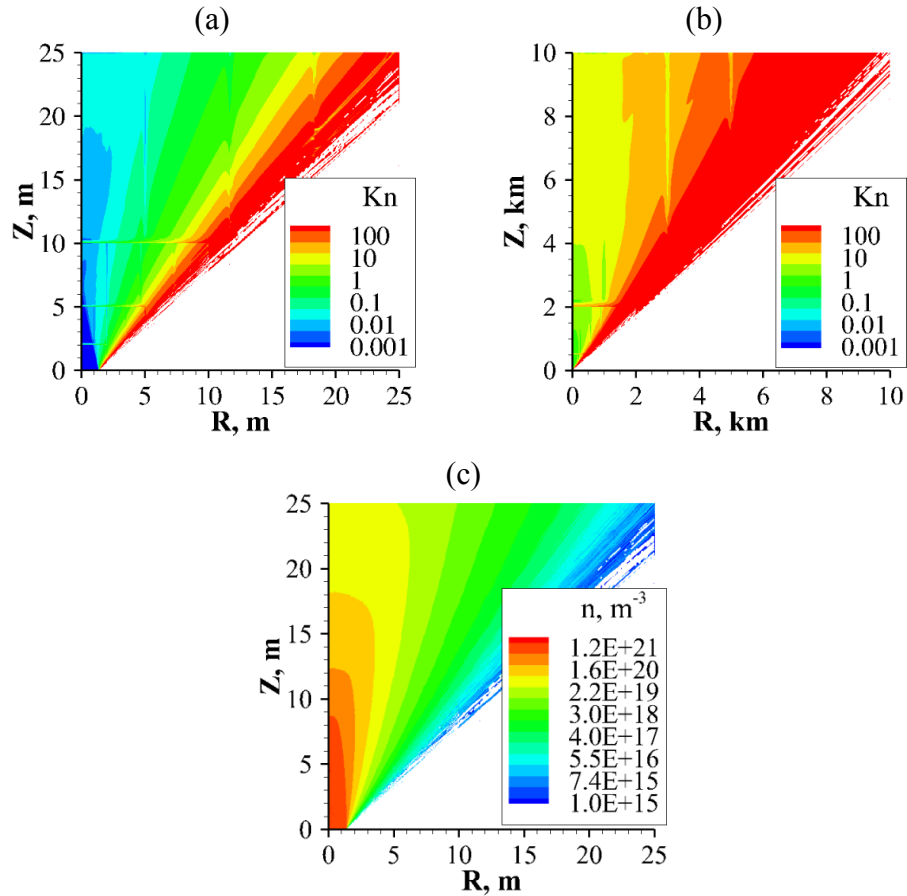 (a)
25
20
15
10
5
0
Z, m
0 5 10 15 20 25
R, m
Kn
100
10
1
0.1
0.01
0.001
(b)
10
8
6
4
2
0
Z, km
0 2 4 6 8 10
R, km
Kn
100
10
1
0.1
0.01
0.001
(c)
25
20
15
10
5
0
Z, m
0 5 10 15 20 25
R, m
n, m⁻³
1.2E+21
1.6E+20
2.2E+19
3.0E+18
4.0E+17
5.5E+16
7.4E+15
1.0E+15